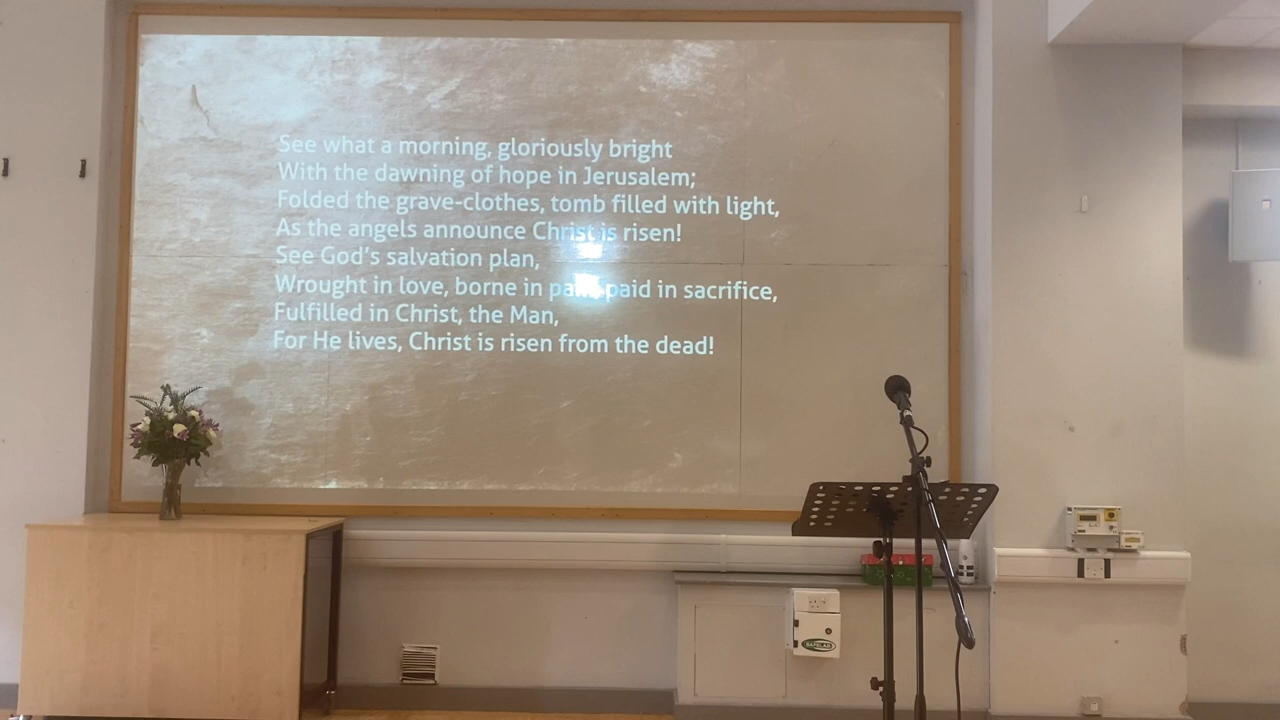 See what a morning, gloriously bright
With the dawning of hope in Jerusalem;
Folded the grave-clothes, tomb filled with light,
As the angels announce Christ is risen!
See God's salvation plan,
Wrought in love, borne in pain, paid in sacrifice,
Fulfilled in Christ, the Man,
For He lives, Christ is risen from the dead!